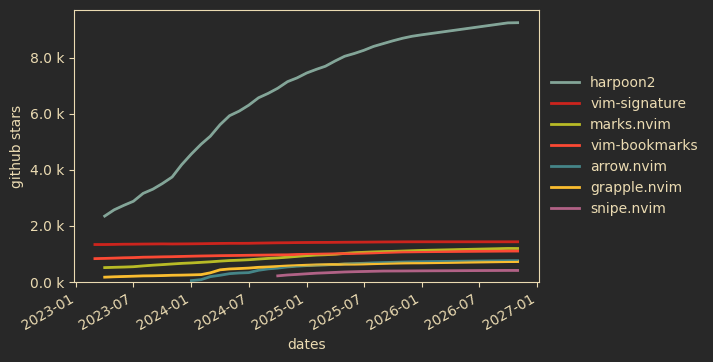 8.0 k
6.0 k
4.0 k
2.0 k
0.0 k
github stars
2023-01
2023-07
2024-01
2024-07
2025-01
2025-07
2026-01
2026-07
2027-01
dates
harpoon2
vim-signature
marks.nvim
vim-bookmarks
arrow.nvim
grapple.nvim
snipe.nvim